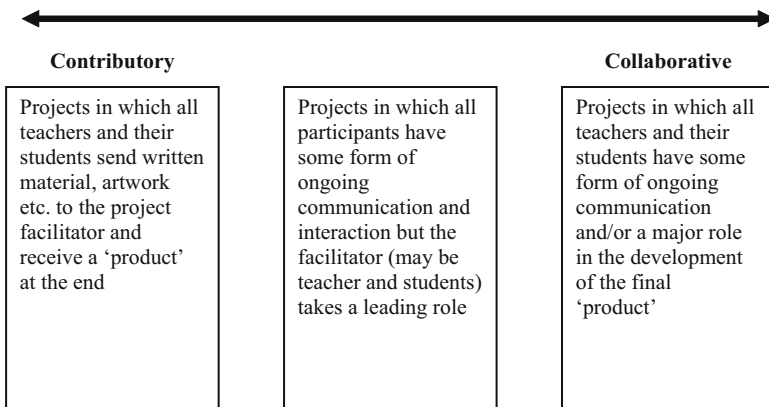 Contributory
Collaborative
Projects in which all
teachers and their
students send written
material, artwork
etc. to the project
facilitator and
receive a ‘product’
at the end
Projects in which all
participants have
some form of
ongoing
communication and
interaction but the
facilitator (may be
teacher and students)
takes a leading role
Projects in which all
teachers and their
students have some
form of ongoing
communication
and/or a major role
in the development
of the final
‘product’